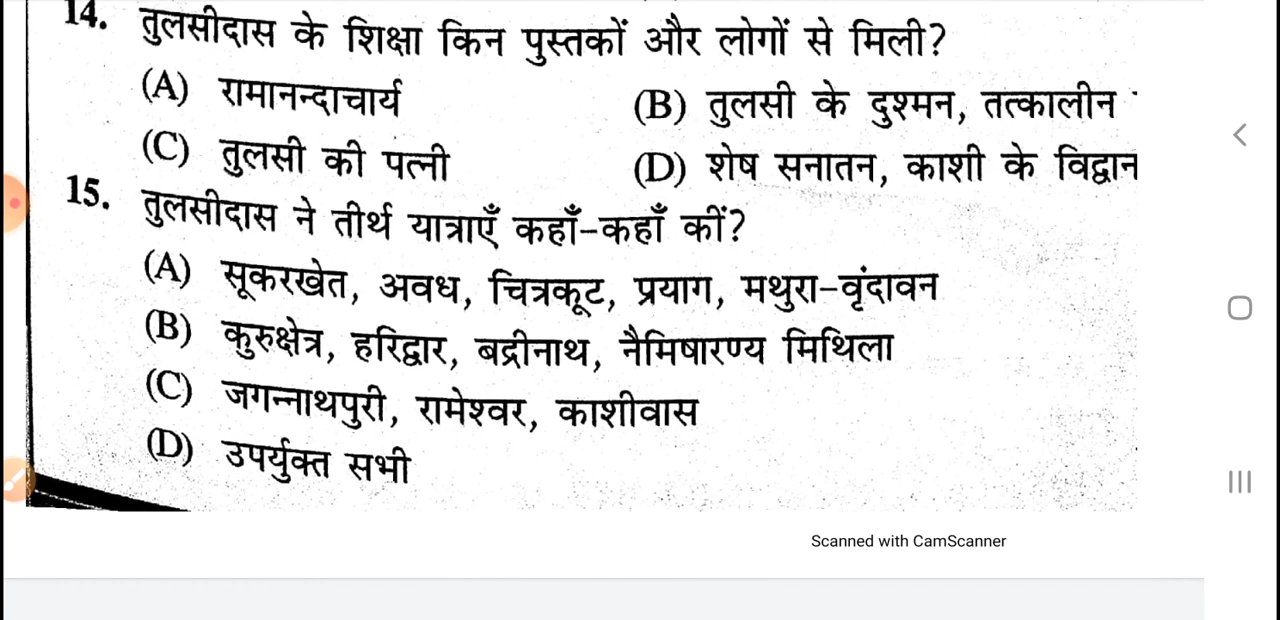 14. तुलसीदास के शिक्षा किन पुस्तकों और लोगों से मिली?
(A) रामानन्दाचार्य (B) तुलसी के दुश्मन, तत्कालीन
(C) तुलसी की पत्नी (D) शेष सनातन, काशी के विद्वान
15. तुलसीदास ने तीर्थ यात्राएँ कहाँ-कहाँ कीं?
(A) सूकरखेत, अवध, चित्रकूट, प्रयाग, मथुरा-वृंदावन
(B) कुरुक्षेत्र, हरिद्वार, बद्रीनाथ, नैमिषारण्य मिथिला
(C) जगन्नाथपुरी, रामेश्वर, काशीवास
(D) उपर्युक्त सभी
Scanned with CamScanner